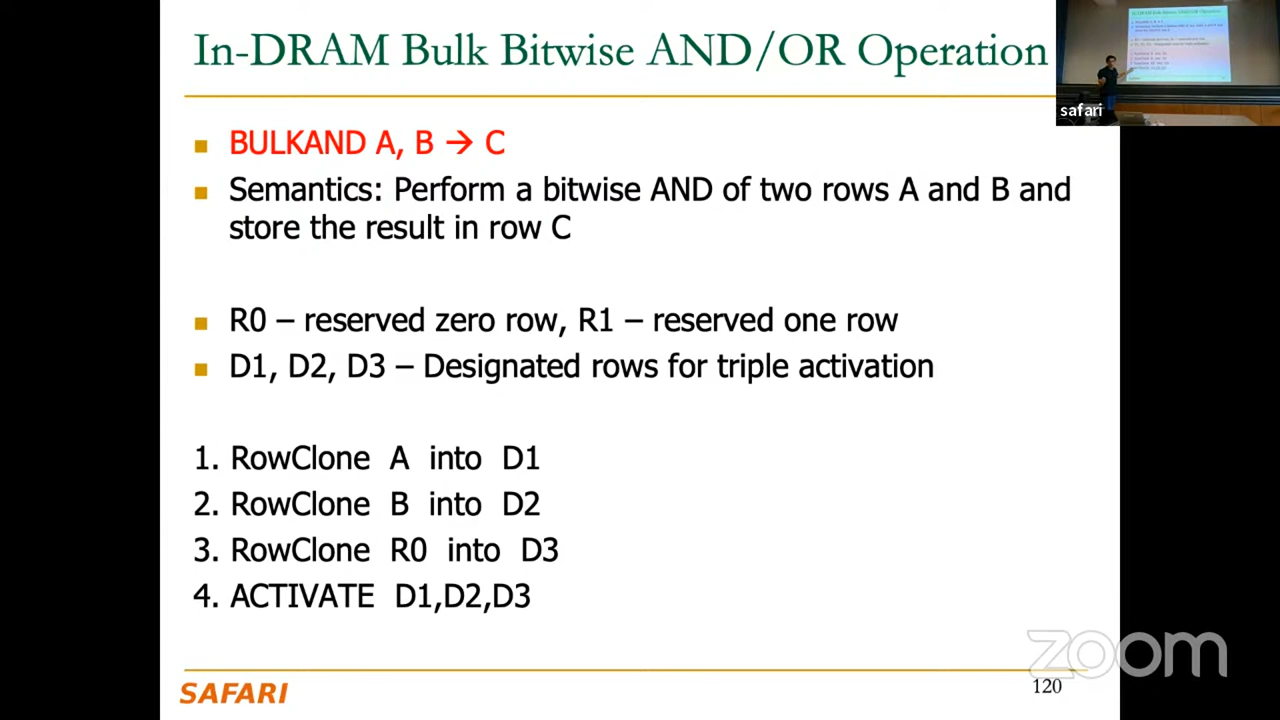 In-DRAM Bulk Bitwise AND/OR Operation
safari
BULKAND A, B → C
Semantics: Perform a bitwise AND of two rows A and B and
store the result in row C
R0 – reserved zero row, R1 – reserved one row
D1, D2, D3 – Designated rows for triple activation
1. RowClone A into D1
2. RowClone B into D2
3. RowClone R0 into D3
4. ACTIVATE D1,D2,D3
zoom
SAFARI
120